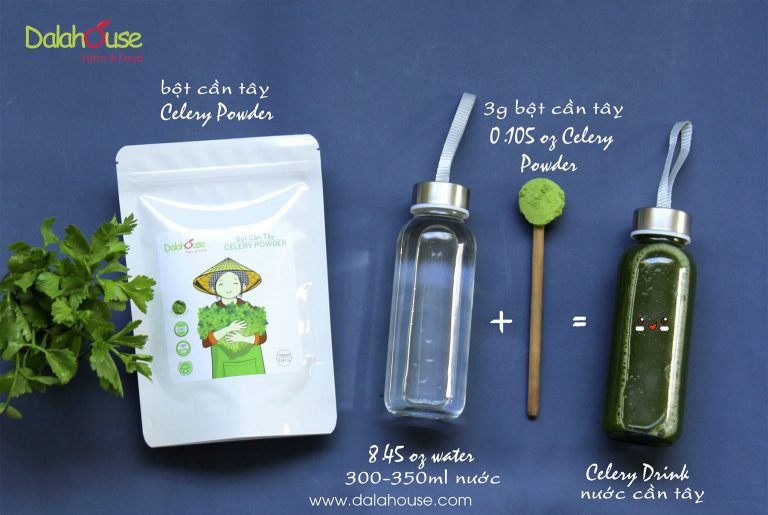 Dalahouse
Farm & Food
bột cần tây
Celery Powder
3g bột cần tây
0.105 oz Celery
Powder
Dalahouse
Farm & Food
Bột Cần Tây
CELERY POWDER
+
=
8.45 oz water
300-350ml nước
www.dalahouse.com
Celery Drink
nước cần tây